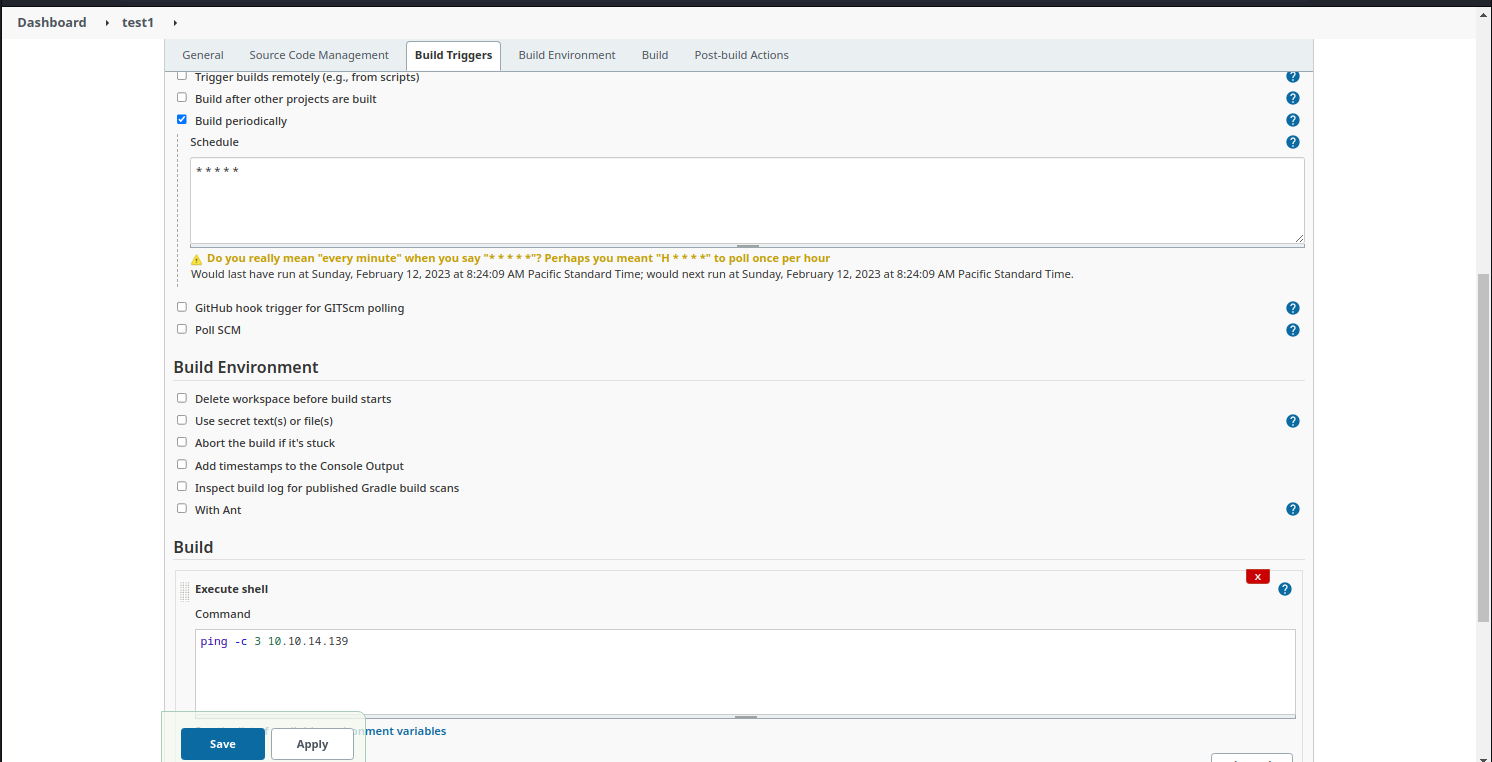 Dashboard test1
General Source Code Management Build Triggers Build Environment Build Post-build Actions
Trigger builds remotely (e.g., from scripts)
Build after other projects are built
Build periodically
Schedule
* * * * *
Do you really mean "every minute" when you say "* * * * *"? Perhaps you meant "H * * * *" to poll once per hour
Would last have run at Sunday, February 12, 2023 at 8:24:09 AM Pacific Standard Time; would next run at Sunday, February 12, 2023 at 8:24:09 AM Pacific Standard Time.
GitHub hook trigger for GITScm polling
Poll SCM
Build Environment
Delete workspace before build starts
Use secret text(s) or file(s)
Abort the build if it's stuck
Add timestamps to the Console Output
Inspect build log for published Gradle build scans
With Ant
Build
X
Execute shell
Command
ping -c 3 10.10.14.139
variables
Save Apply